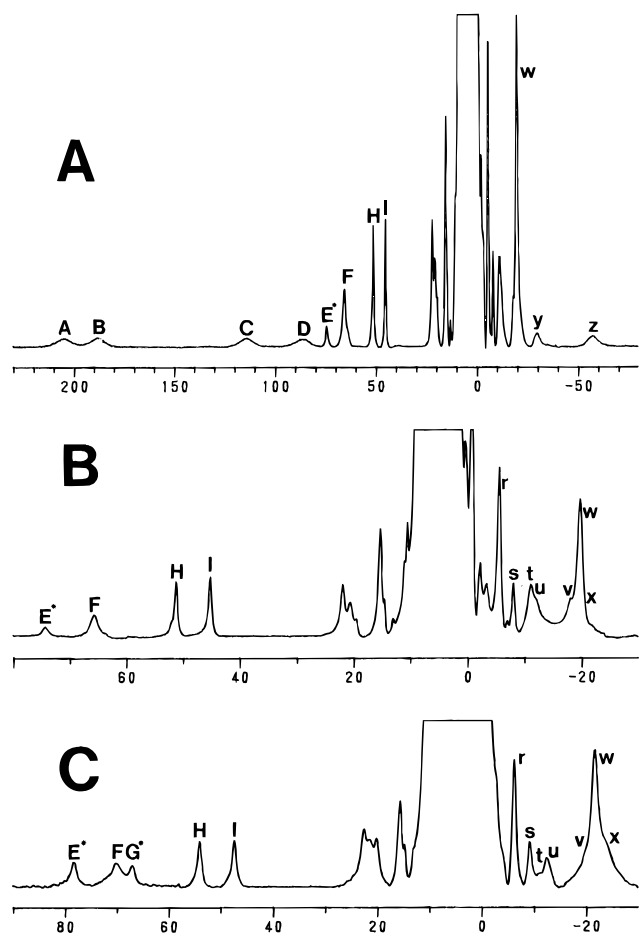 A
A B C D E* F H I w y z
200 150 100 50 0 -50
B
E* F H I r s t u v w x
60 40 20 0 -20
C
E* F G* H I r s t u v w x
80 60 40 20 0 -20